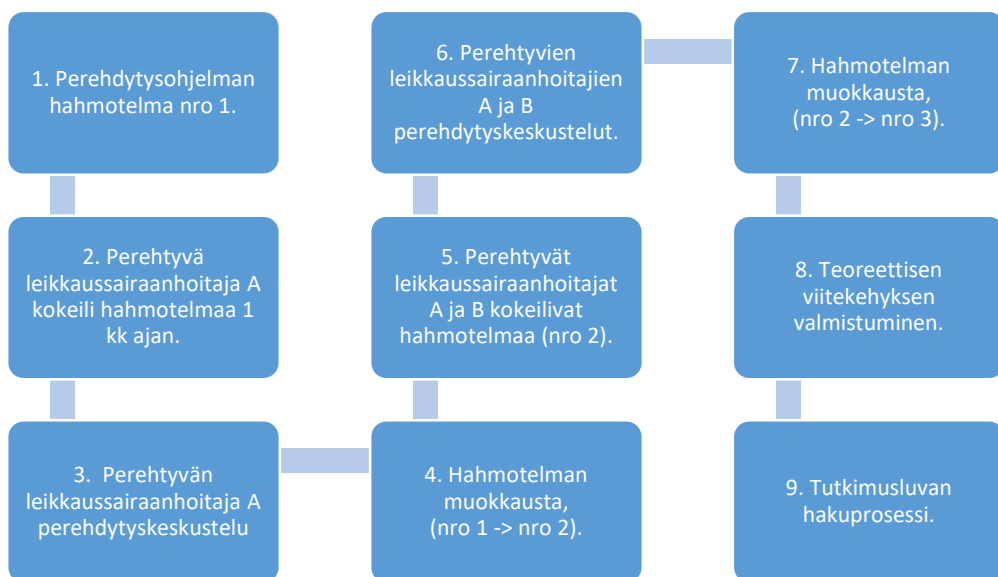 1. Perehdytysohjelman
hahmotelma nro 1.
2. Perehtyvä
leikkaussairaanhoitaja A
kokeili hahmotelmaa 1
kk ajan.
3.  Perehtyvän
leikkaussairaanhoitaja A
perehdytyskeskustelu
4. Hahmotelman
muokkausta,
(nro 1 -> nro 2).
5. Perehtyvät
leikkaussairaanhoitajat
A ja B kokeilivat
hahmotelmaa (nro 2).
6. Perehtyvien
leikkaussairaanhoitajien
A ja B
perehdytyskeskustelut.
7. Hahmotelman
muokkausta,
(nro 2 -> nro 3).
8. Teoreettisen
viitekehyksen
valmistuminen.
9. Tutkimusluvan
hakuprosessi.